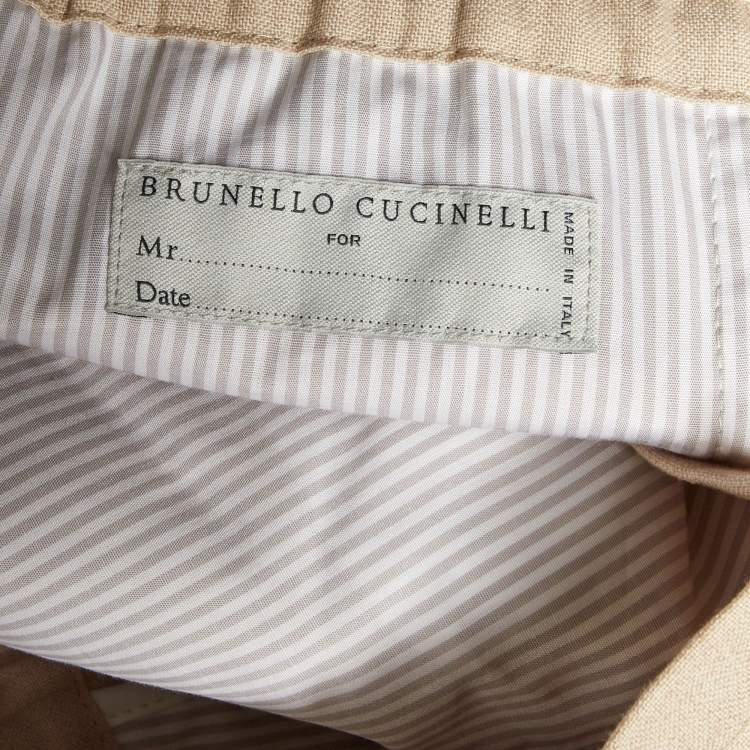 BRUNELLO CUCINELLI
FOR
Mr..............................................
Date..............................................
MADE IN ITALY